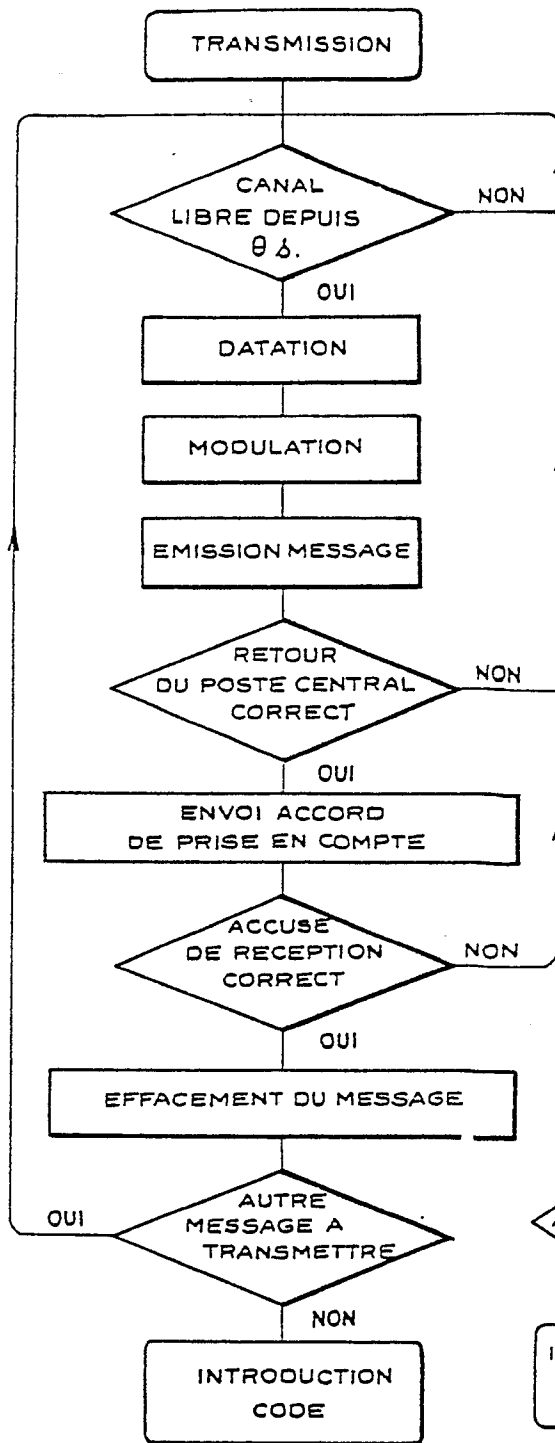 TRANSMISSION
CANAL
LIBRE DEPUIS
θ s.
NON
OUI
DATATION
MODULATION
EMISSION MESSAGE
RETOUR
DU POSTE CENTRAL
CORRECT
NON
OUI
ENVOI ACCORD
DE PRISE EN COMPTE
ACCUSE
DE RECEPTION
CORRECT
NON
OUI
EFFACEMENT DU MESSAGE
AUTRE
MESSAGE A
TRANSMETTRE
OUI
NON
INTRODUCTION
CODE